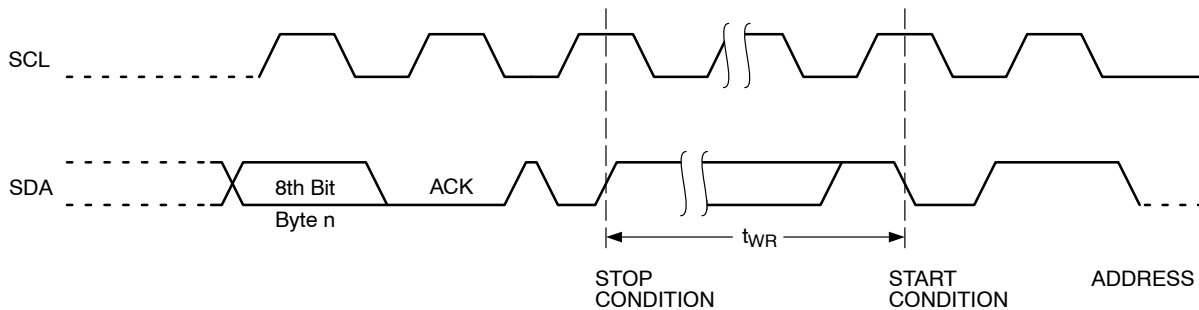 SCL
SDA
8th Bit
Byte n
ACK
tWR
STOP
CONDITION
START
CONDITION
ADDRESS